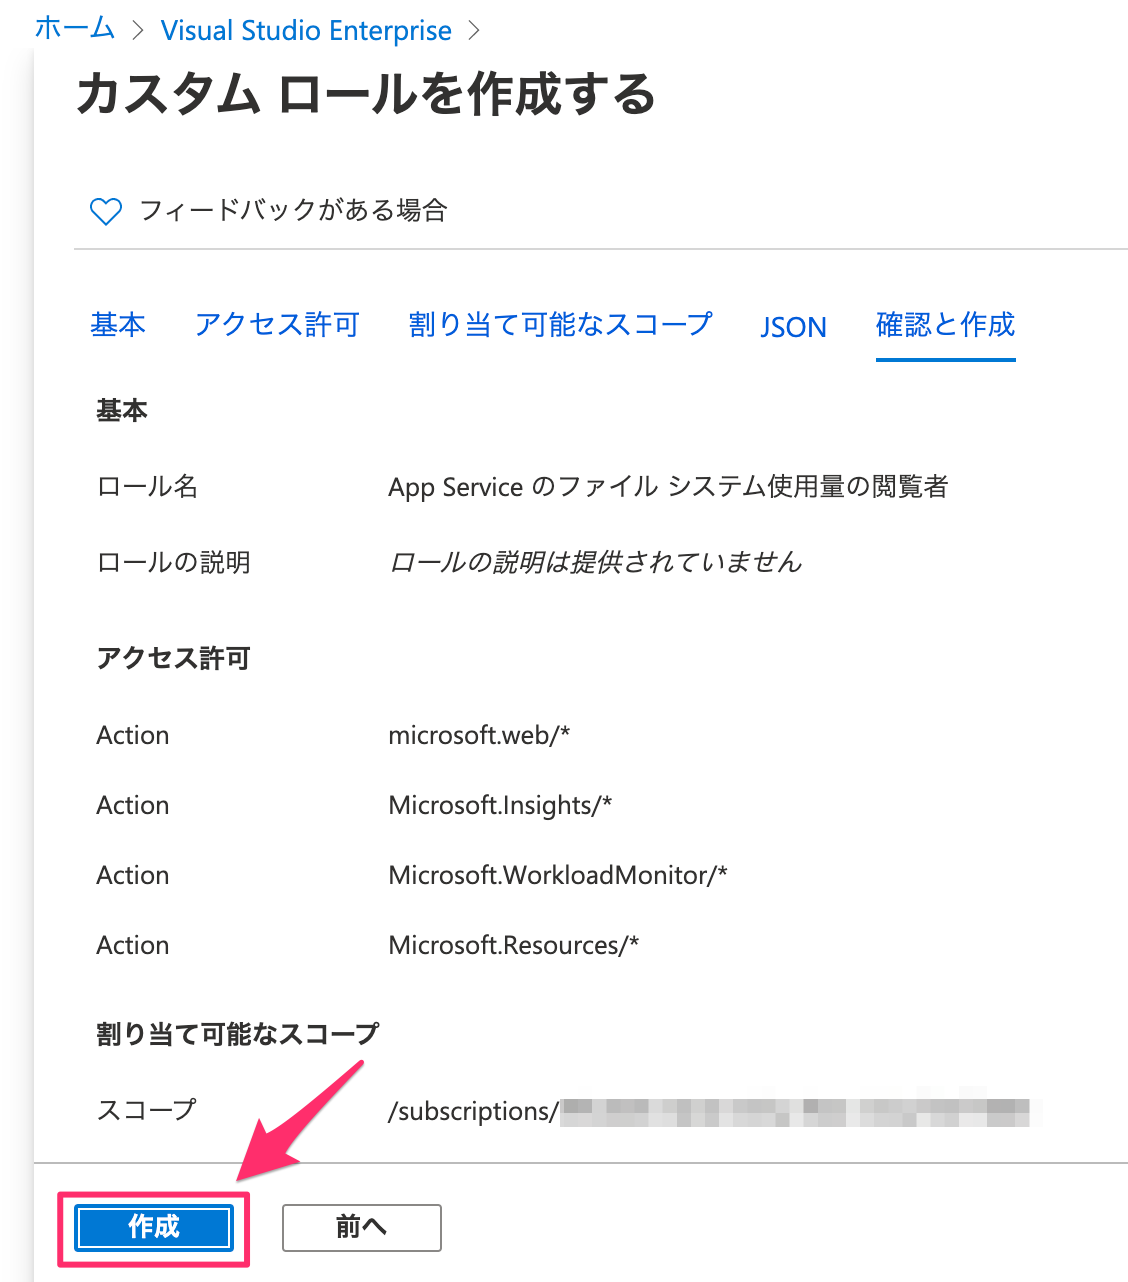 ホーム > Visual Studio Enterprise >
カスタム ロールを作成する
フィードバックがある場合
基本 アクセス許可 割り当て可能なスコープ JSON 確認と作成
基本
ロール名 App Service のファイル システム使用量の閲覧者
ロールの説明 ロールの説明は提供されていません
アクセス許可
Action microsoft.web/*
Action Microsoft.Insights/*
Action Microsoft.WorkloadMonitor/*
Action Microsoft.Resources/*
割り当て可能なスコープ
スコープ /subscriptions/
作成 前へ